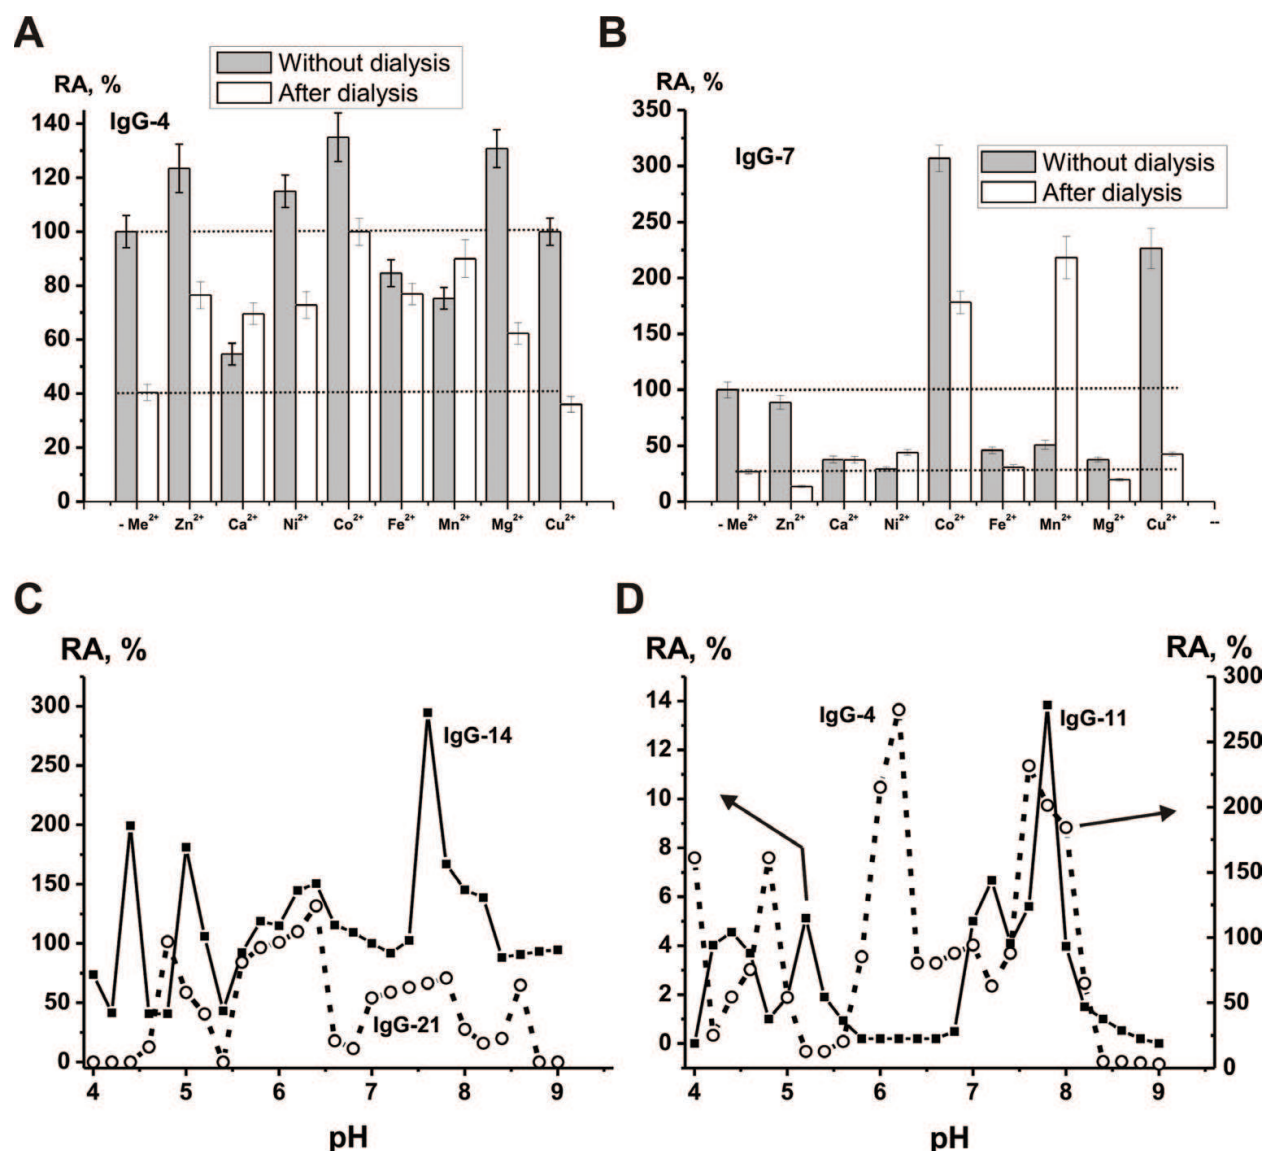 A
Without dialysis
After dialysis
RA, %
IgG-4
140
120
100
80
60
40
20
0
- Me2+ Zn2+ Ca2+ Ni2+ Co2+ Fe2+ Mn2+ Mg2+ Cu2+
B
RA, %
IgG-7
Without dialysis
After dialysis
350
300
250
200
150
100
50
0
- Me2+ Zn2+ Ca2+ Ni2+ Co2+ Fe2+ Mn2+ Mg2+ Cu2+ --
C
RA, %
300
250
200
150
100
50
0
IgG-14
IgG-21
4 5 6 7 8 9
pH
D
RA, %
RA, %
14
12
10
8
6
4
2
0
IgG-4
IgG-11
300
250
200
150
100
50
0
4 5 6 7 8 9
pH